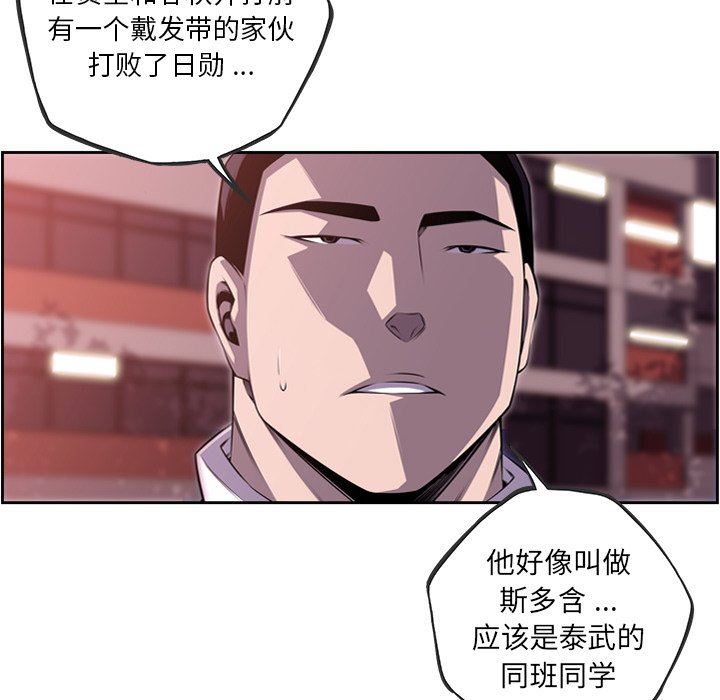 有一个戴发带的家伙
打败了日勋 ...
他好像叫做
斯多含 ...
应该是泰武的
同班同学